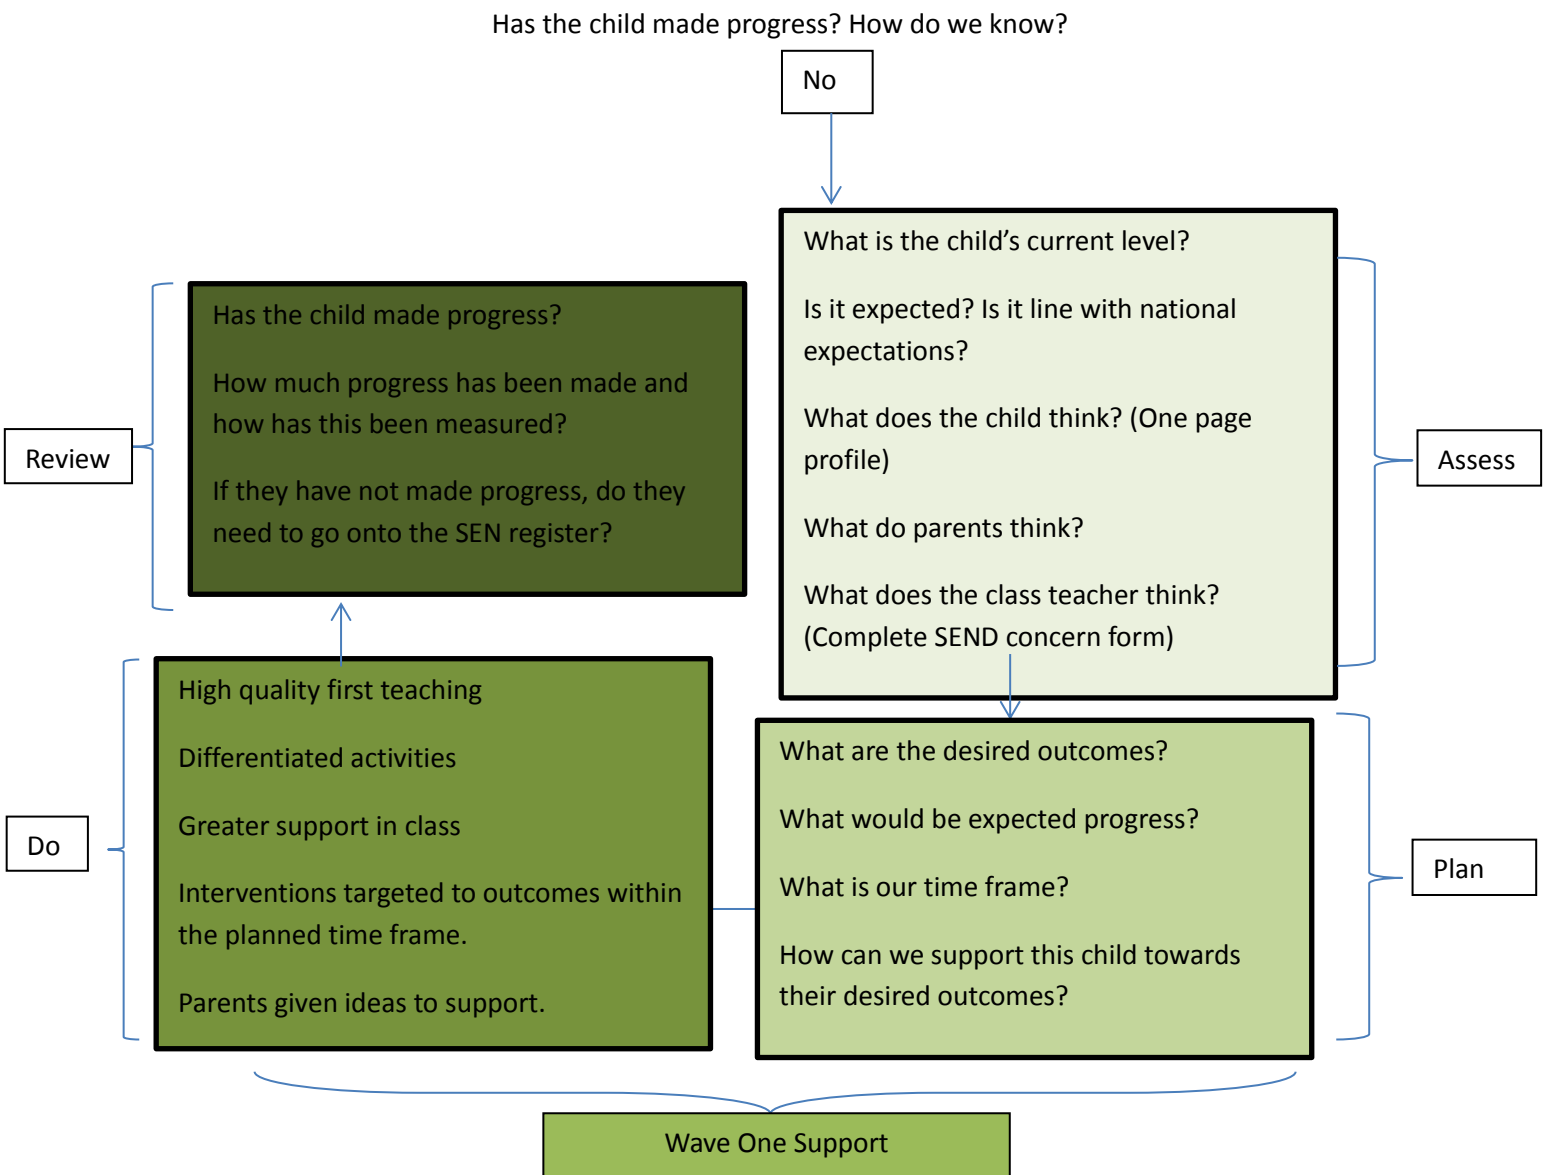 Has the child made progress? How do we know?
No
What is the child’s current level?
Is it expected? Is it line with national
expectations?
What does the child think? (One page
profile)
What do parents think?
What does the class teacher think?
(Complete SEND concern form)
Assess
What are the desired outcomes?
What would be expected progress?
What is our time frame?
How can we support this child towards
their desired outcomes?
Plan
High quality first teaching
Differentiated activities
Greater support in class
Interventions targeted to outcomes within
the planned time frame.
Parents given ideas to support.
Do
Has the child made progress?
How much progress has been made and
how has this been measured?
If they have not made progress, do they
need to go onto the SEN register?
Review
Wave One Support